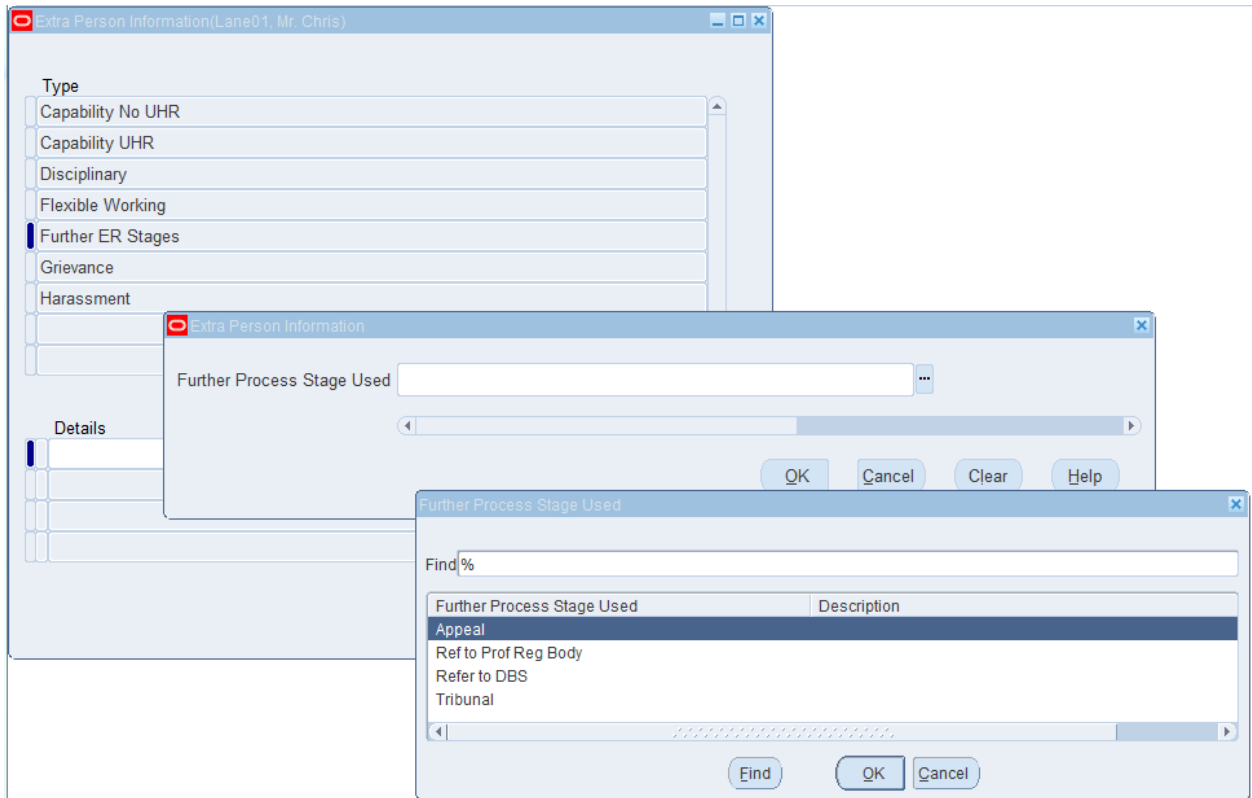 Extra Person Information(Lane01, Mr. Chris)
Type
Capability No UHR
Capability UHR
Disciplinary
Flexible Working
Further ER Stages
Grievance
Harassment
Extra Person Information
Further Process Stage Used
Details
OK Cancel Clear Help
Further Process Stage Used
Find %
Further Process Stage Used Description
Appeal
Ref to Prof Reg Body
Refer to DBS
Tribunal
Find OK Cancel